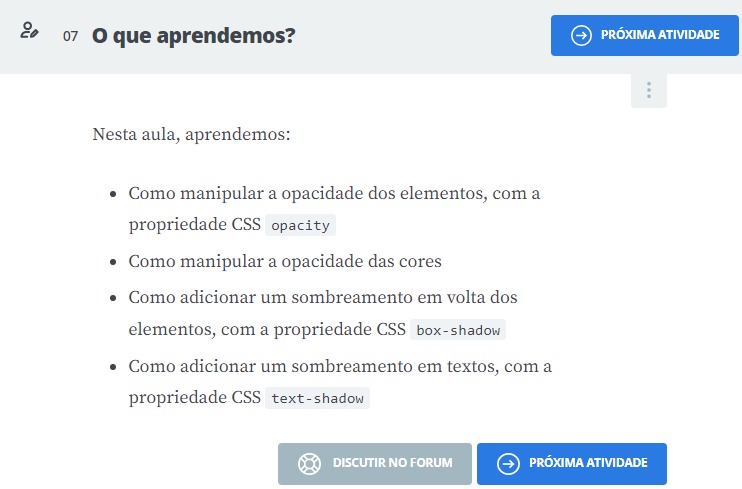 07 O que aprendemos?
PRÓXIMA ATIVIDADE
Nesta aula, aprendemos:
Como manipular a opacidade dos elementos, com a
propriedade CSS opacity
Como manipular a opacidade das cores
Como adicionar um sombreamento em volta dos
elementos, com a propriedade CSS box-shadow
Como adicionar um sombreamento em textos, com a
propriedade CSS text-shadow
DISCUTIR NO FORUM
PRÓXIMA ATIVIDADE